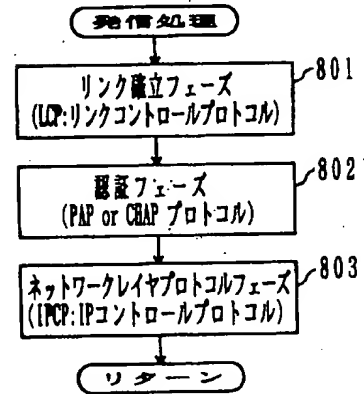 発信処理
リンク確立フェーズ
(LCP:リンクコントロールプロトコル)
801
認証フェーズ
(PAP or CHAP プロトコル)
802
ネットワークレイヤプロトコルフェーズ
(IPCP:IPコントロールプロトコル)
803
リターン